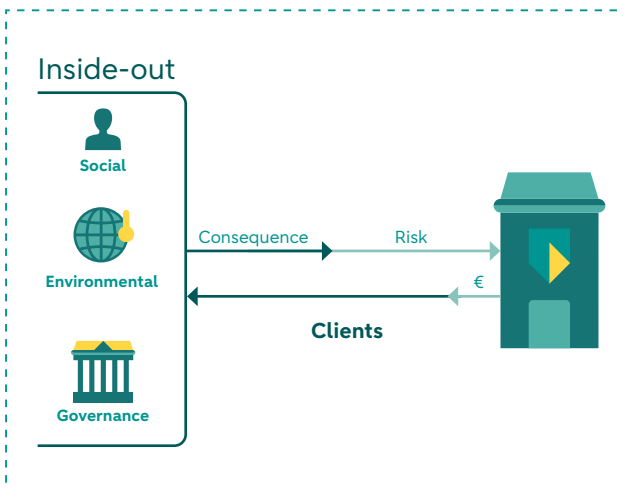 Inside-out
Social
Consequence
Risk
Environmental
€
Clients
Governance